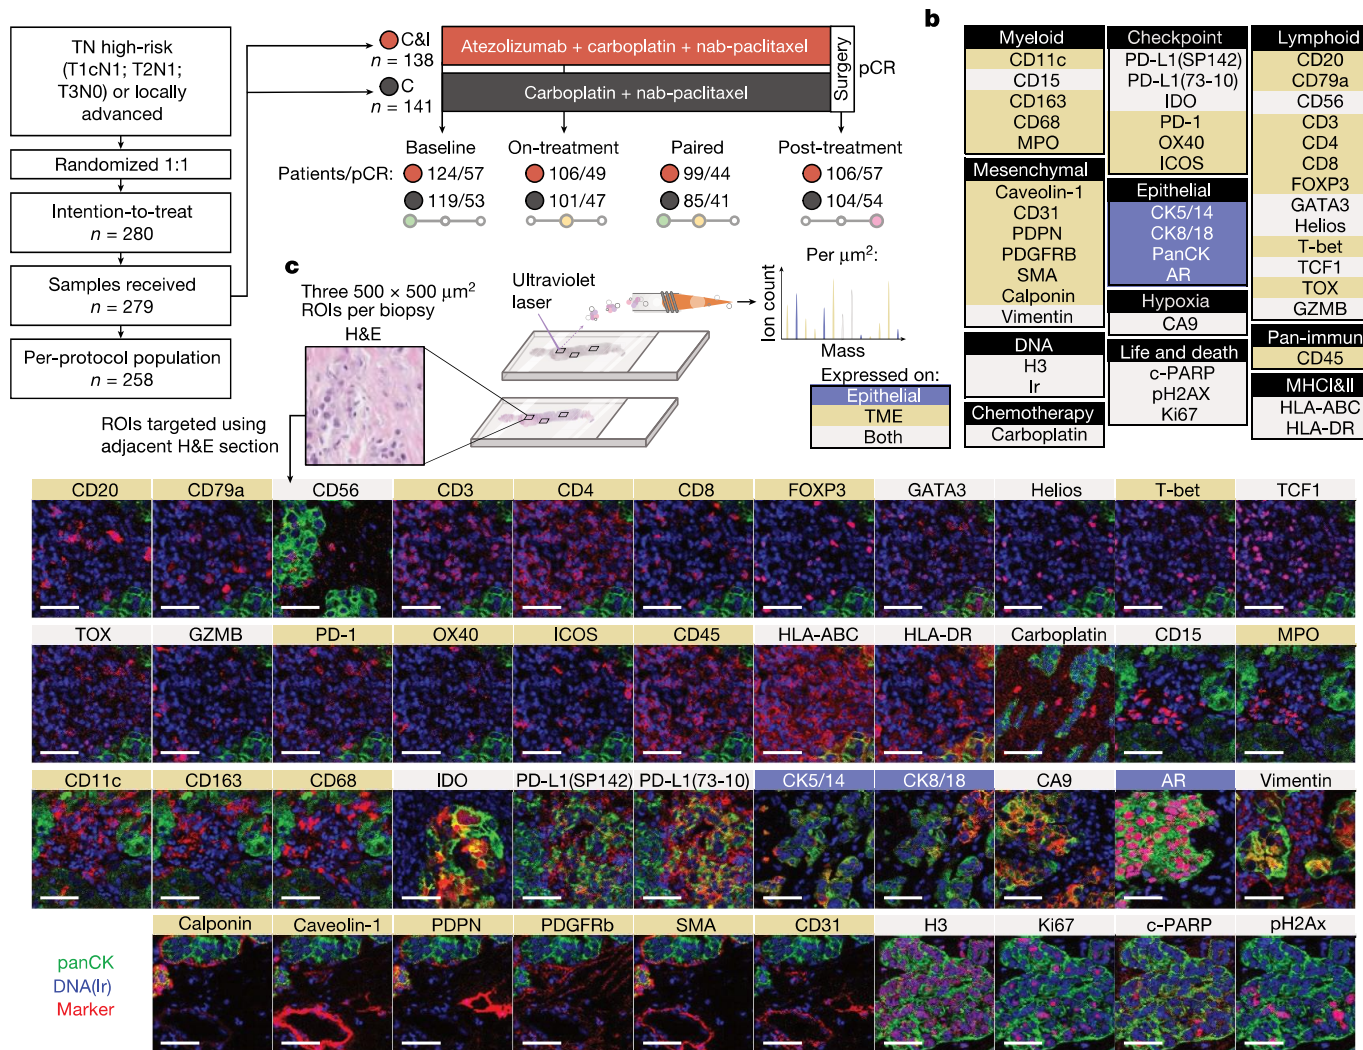 TN high-risk
(T1cN1; T2N1;
T3N0) or locally
advanced
Randomized 1:1
Intention-to-treat
n = 280
Samples received
n = 279
Per-protocol population
n = 258
C&I
n = 138
C
n = 141
Atezolizumab + carboplatin + nab-paclitaxel
Carboplatin + nab-paclitaxel
Surgery
pCR
Baseline
On-treatment
Paired
Post-treatment
Patients/pCR:
124/57
106/49
99/44
106/57
119/53
101/47
85/41
104/54
b
Myeloid
CD11c
CD15
CD163
CD68
MPO
Mesenchymal
Caveolin-1
CD31
PDPN
PDGFRB
SMA
Calponin
Vimentin
DNA
H3
Ir
Chemotherapy
Carboplatin
Checkpoint
PD-L1(SP142)
PD-L1(73-10)
IDO
PD-1
OX40
ICOS
Epithelial
CK5/14
CK8/18
PanCK
AR
Hypoxia
CA9
Life and death
c-PARP
pH2AX
Ki67
Lymphoid
CD20
CD79a
CD56
CD3
CD4
CD8
FOXP3
GATA3
Helios
T-bet
TCF1
TOX
GZMB
Pan-immun
CD45
MHCI&II
HLA-ABC
HLA-DR
c
Three 500 × 500 μm²
ROIs per biopsy
H&E
Ultraviolet
laser
Per μm²:
Ion count
Mass
Expressed on:
Epithelial
TME
Both
ROIs targeted using
adjacent H&E section
CD20 CD79a CD56 CD3 CD4 CD8 FOXP3 GATA3 Helios T-bet TCF1
TOX GZMB PD-1 OX40 ICOS CD45 HLA-ABC HLA-DR Carboplatin CD15 MPO
CD11c CD163 CD68 IDO PD-L1(SP142) PD-L1(73-10) CK5/14 CK8/18 CA9 AR Vimentin
Calponin Caveolin-1 PDPN PDGFRb SMA CD31 H3 Ki67 c-PARP pH2Ax
panCK
DNA(Ir)
Marker